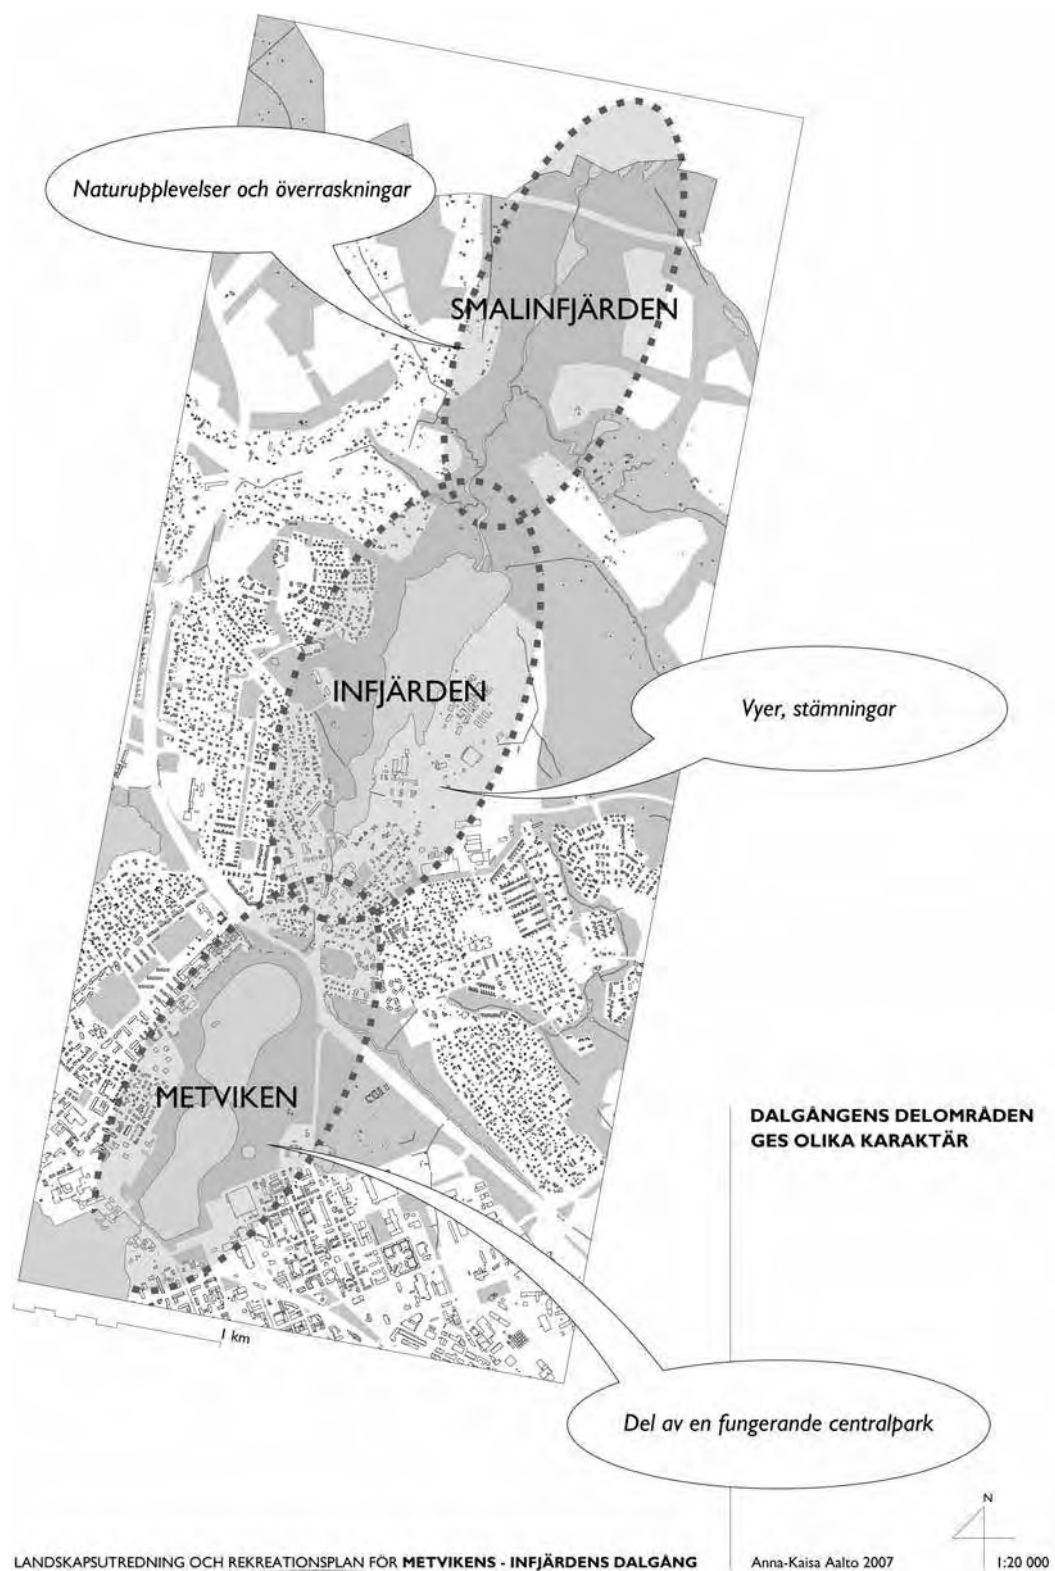 Naturupplevelser och överraskningar
SMALINFJÄRDEN
INFJÄRDEN
Vyer, stämningar
METVIKEN
DALGÅNGENS DELOMRÅDEN
GES OLIKA KARAKTÄR
1 km
Del av en fungerande centralpark
N
LANDSKAPSUTREDNING OCH REKREATIONSPLAN FÖR METVIKENS - INFJÄRDENS DALGÅNG
Anna-Kaisa Aalto 2007
1:20 000